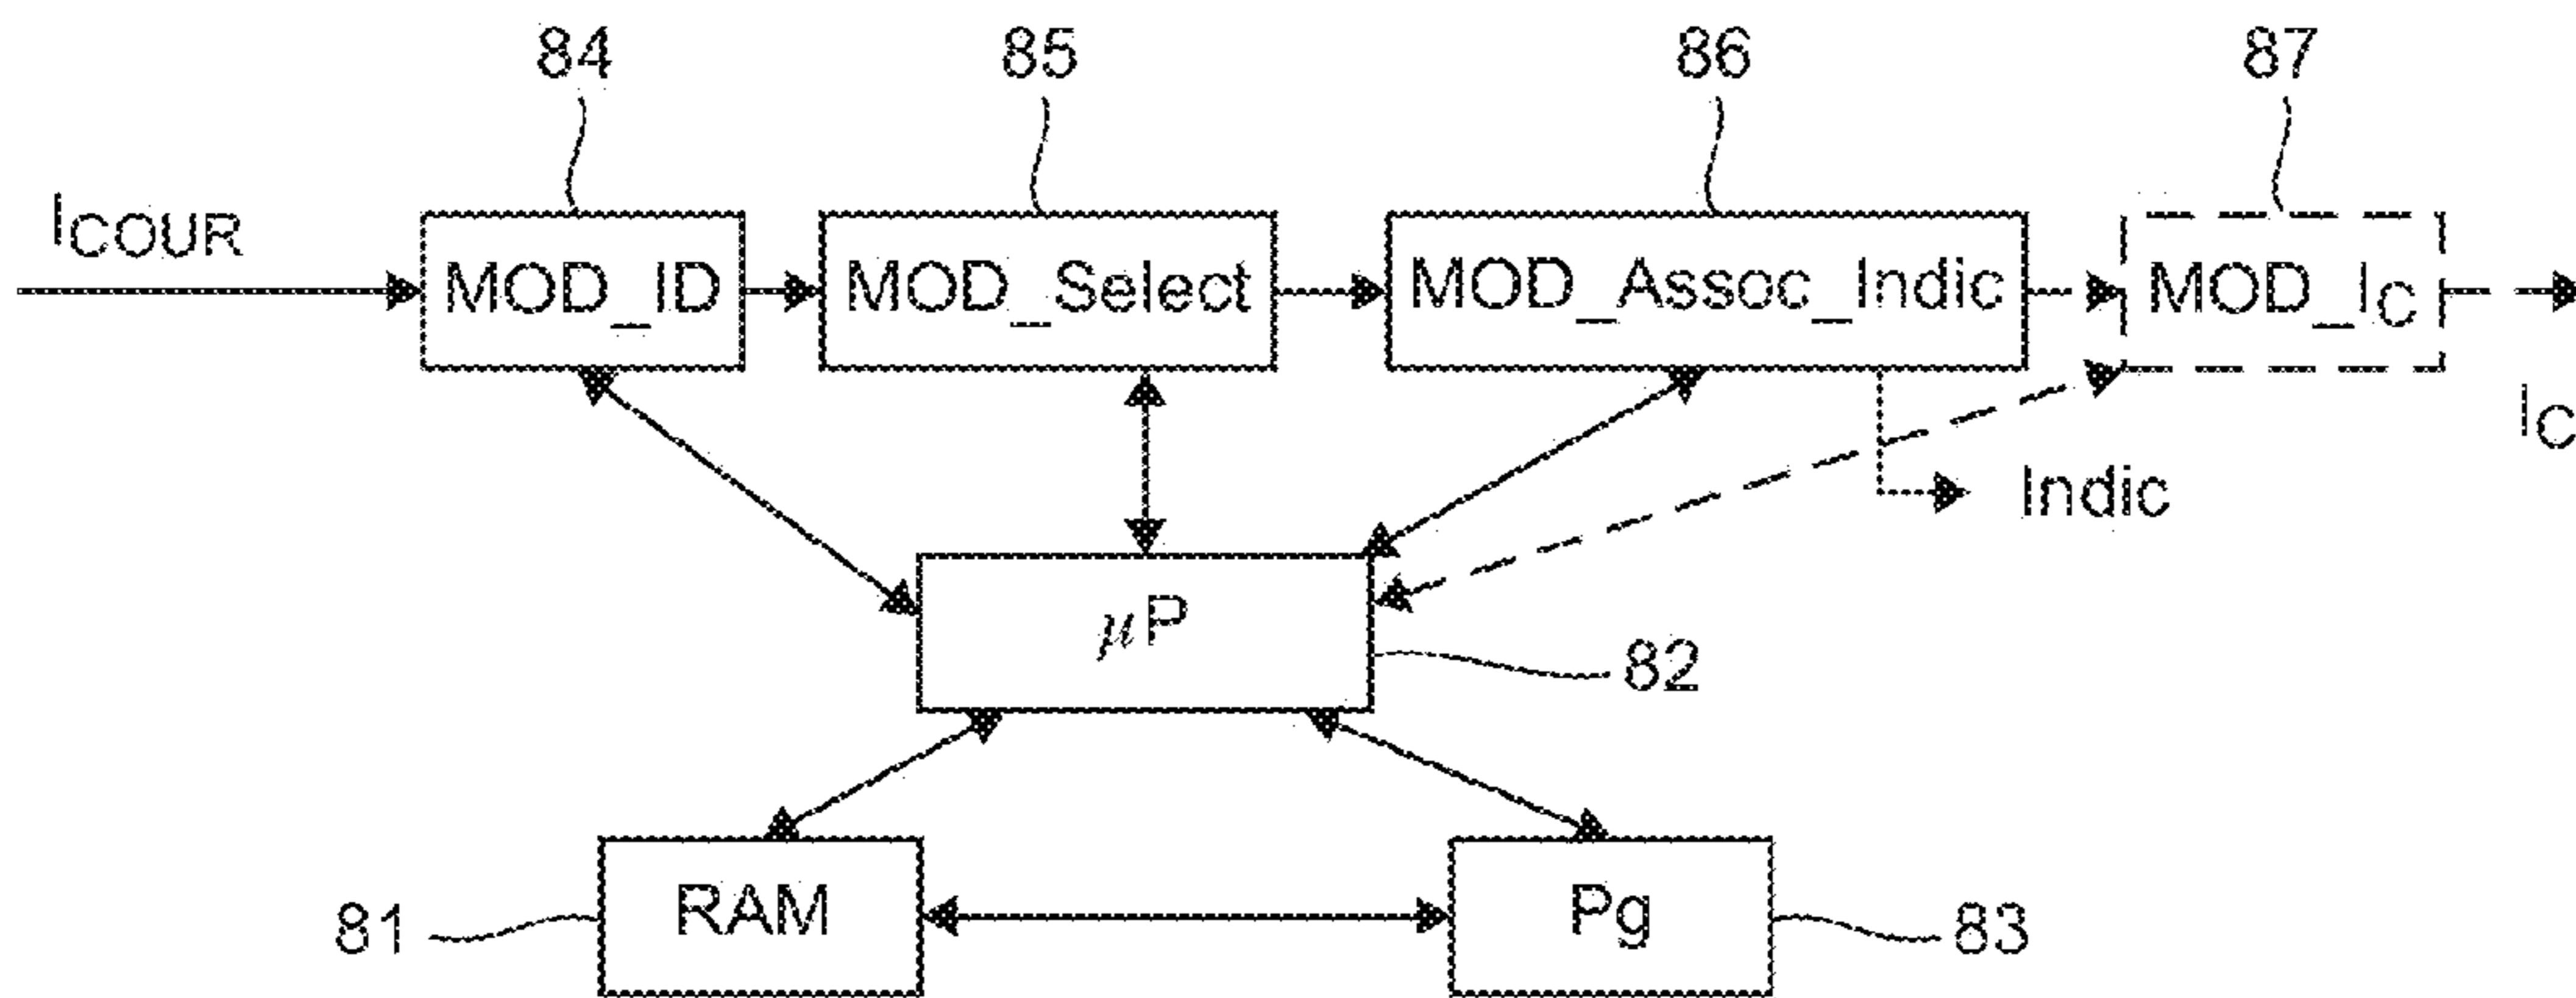 84 85 86 87
ICOUR
MOD_ID MOD_Select MOD_Assoc_Indic MOD_IC
IC
Indic
μP
82
81 RAM Pg 83